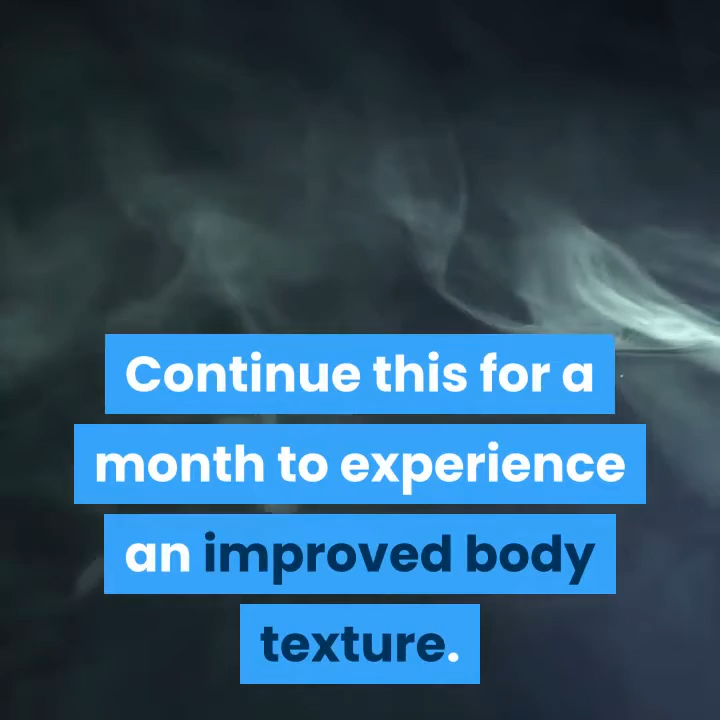 Continue this for a
month to experience
an improved body
texture.